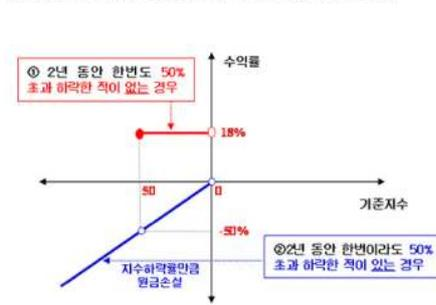 수익률
① 2년 동안 한번도 50%
초과 하락한 적이 없는 경우
18%
50
0
기준지수
-50%
지수하락률만큼
원금손실
②2년 동안 한번이라도 50%
초과 하락한 적이 있는 경우